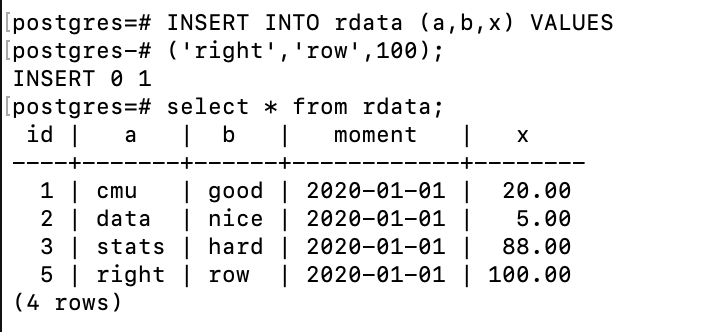 [postgres=# INSERT INTO rdata (a,b,x) VALUES
[postgres-# ('right','row',100);
INSERT 0 1
[postgres=# select * from rdata;
 id |   a   |  b   |   moment   |   x
----+-------+------+------------+--------
  1 | cmu   | good | 2020-01-01 |  20.00
  2 | data  | nice | 2020-01-01 |   5.00
  3 | stats | hard | 2020-01-01 |  88.00
  5 | right | row  | 2020-01-01 | 100.00
(4 rows)